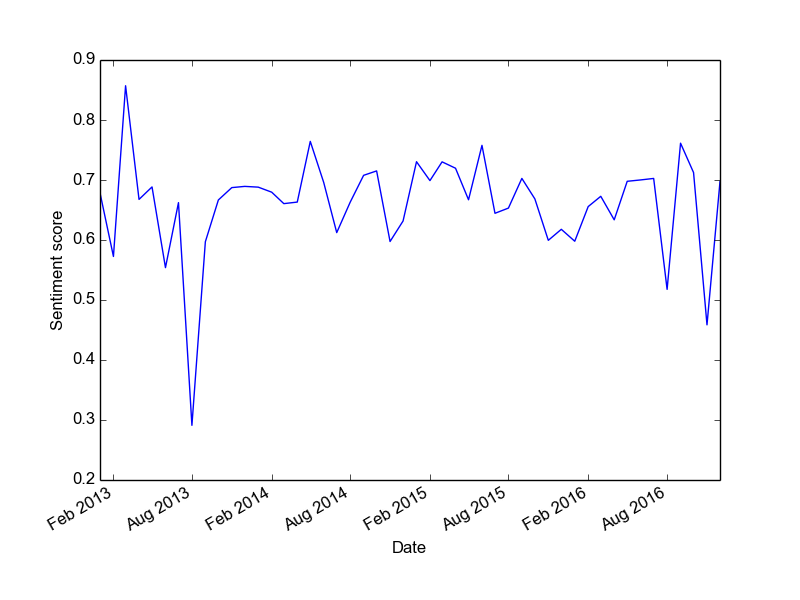 0.9
0.8
0.7
0.6
0.5
0.4
0.3
0.2
Sentiment score
Feb 2013
Aug 2013
Feb 2014
Aug 2014
Feb 2015
Aug 2015
Feb 2016
Aug 2016
Date